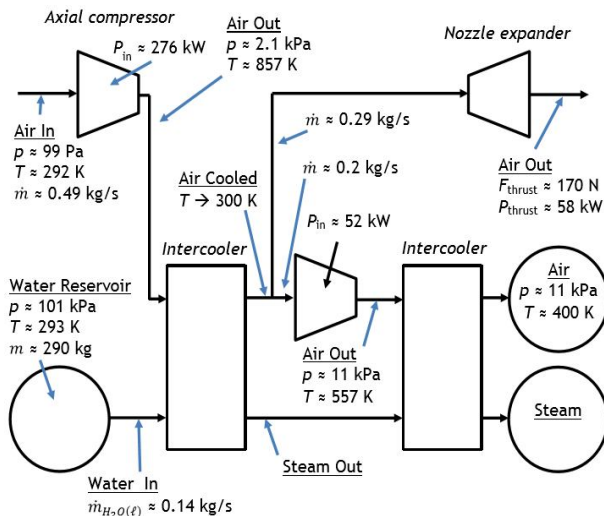 Axial compressor
P_in ≈ 276 kW
Air Out
p ≈ 2.1 kPa
T ≈ 857 K
Nozzle expander
Air In
p ≈ 99 Pa
T ≈ 292 K
ṁ ≈ 0.49 kg/s
ṁ ≈ 0.29 kg/s
Air Cooled
T → 300 K
ṁ ≈ 0.2 kg/s
Air Out
F_thrust ≈ 170 N
P_thrust ≈ 58 kW
P_in ≈ 52 kW
Intercooler
Intercooler
Water Reservoir
p ≈ 101 kPa
T ≈ 293 K
m ≈ 290 kg
Air
p ≈ 11 kPa
T ≈ 400 K
Air Out
p ≈ 11 kPa
T ≈ 557 K
Steam
Steam Out
Water In
ṁ_H₂O(ℓ) ≈ 0.14 kg/s